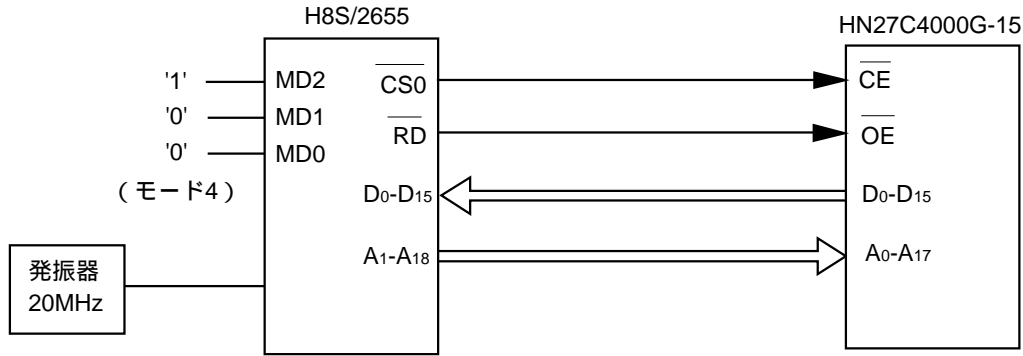 H8S/2655
HN27C4000G-15
'1'
MD2
CS0
CE
'0'
MD1
'0'
MD0
RD
OE
(モード4)
D0-D15
D0-D15
A1-A18
A0-A17
発振器
20MHz